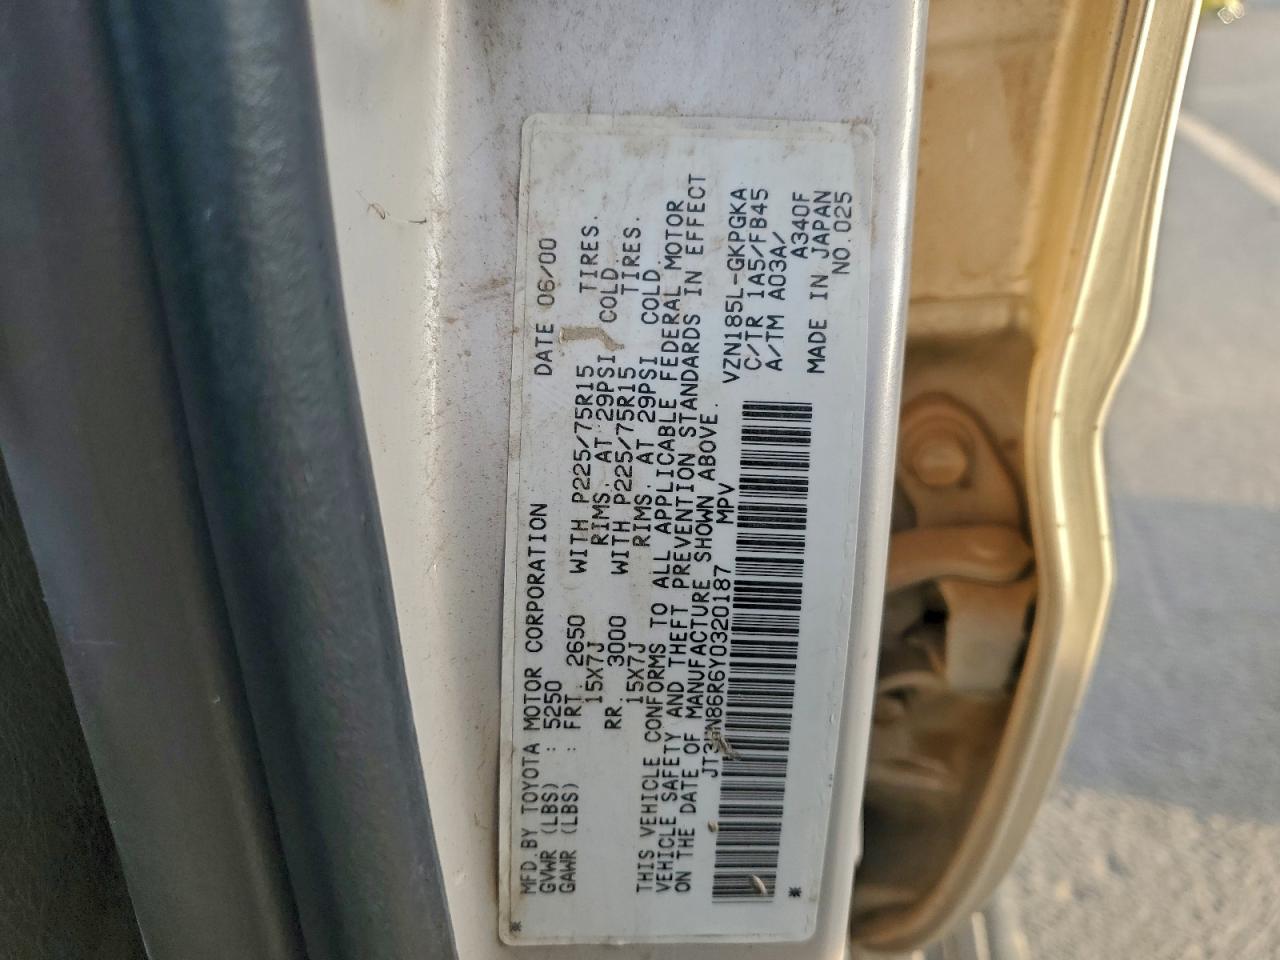 MFD. BY TOYOTA MOTOR CORPORATION DATE 06/00
GVWR (LBS) : 5250
GAWR (LBS) : FRT. 2650 WITH P225/75R15 TIRES.
15X7J RIMS. AT 29PSI COLD.
RR. 3000 WITH P225/75R15 TIRES.
15X7J RIMS. AT 29PSI COLD.
THIS VEHICLE CONFORMS TO ALL APPLICABLE FEDERAL MOTOR
VEHICLE SAFETY AND THEFT PREVENTION STANDARDS IN EFFECT
ON THE DATE OF MANUFACTURE SHOWN ABOVE.
JT3HN86R6Y0320187 MPV
VZN185L-GKPGKA
C/TR 1A5/FB45
A/TM A03A/
A340F
MADE IN JAPAN
NO.025